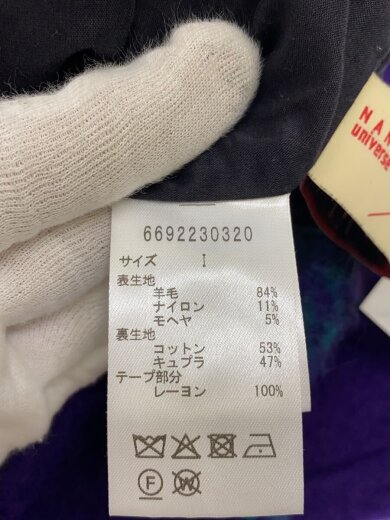 NAM
universe
6692230320
サイズ I
表生地
羊毛 84%
ナイロン 11%
モヘヤ 5%
裏生地
コットン 53%
キュプラ 47%
テープ部分
レーヨン 100%
F W